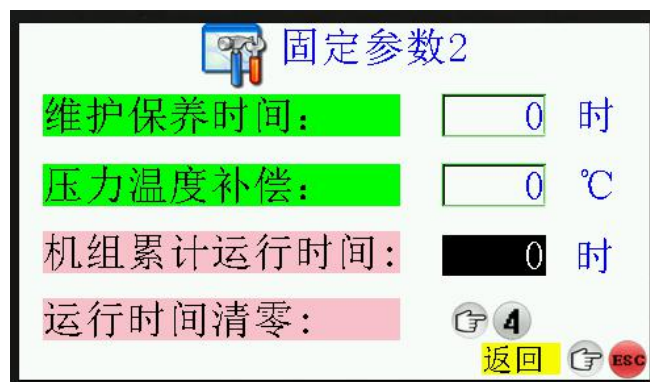 固定参数2
维护保养时间： 0 时
压力温度补偿： 0 ℃
机组累计运行时间： 0 时
运行时间清零： 4
返回 ESC